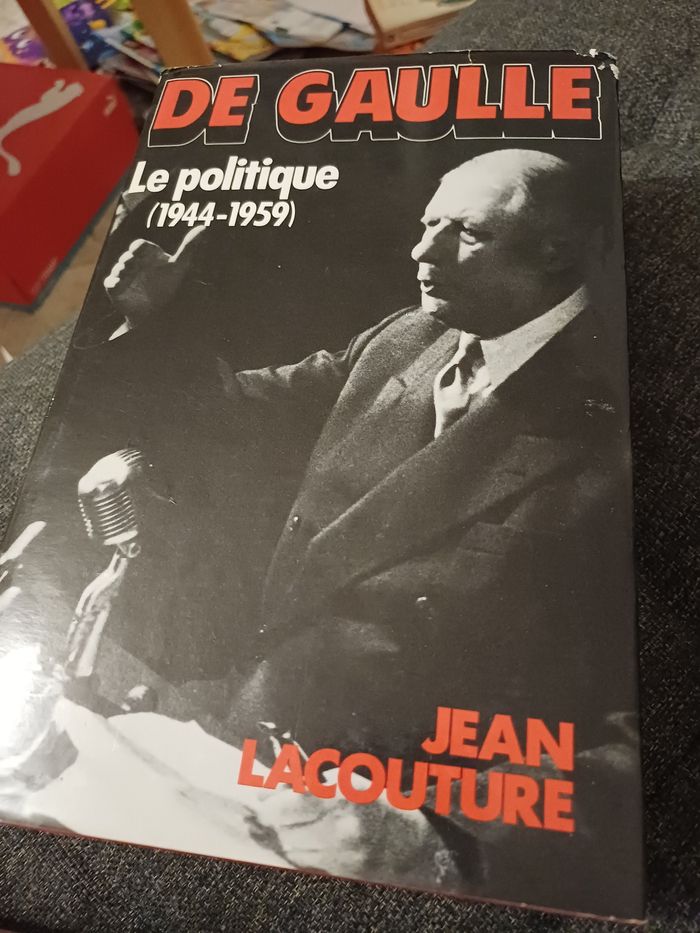 DE GAULLE
Le politique
(1944-1959)
JEAN
LACOUTURE